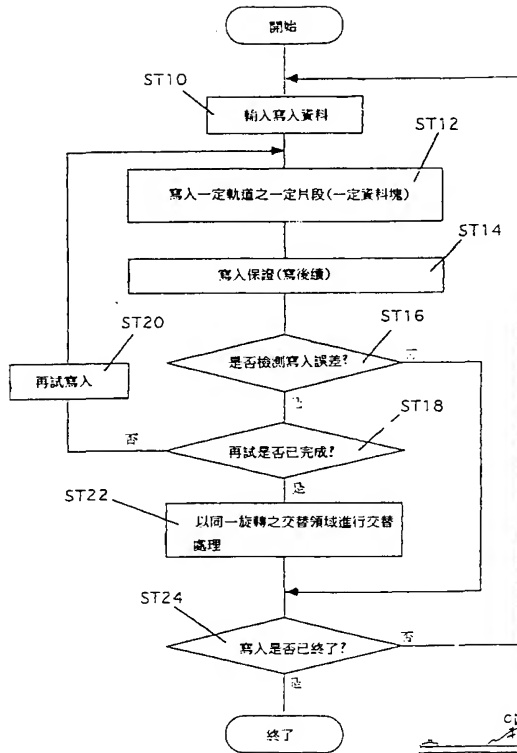 開始
ST10
輸入寫入資料
ST12
寫入一定軌道之一定片段(一定資料塊)
ST14
寫入保證(寫後續)
ST16
是否檢測寫入誤差?
否
是
ST20
再試寫入
ST18
再試是否已完成?
否
是
ST22
以同一旋轉之交替領域進行交替
處理
ST24
寫入是否已終了?
否
是
終了